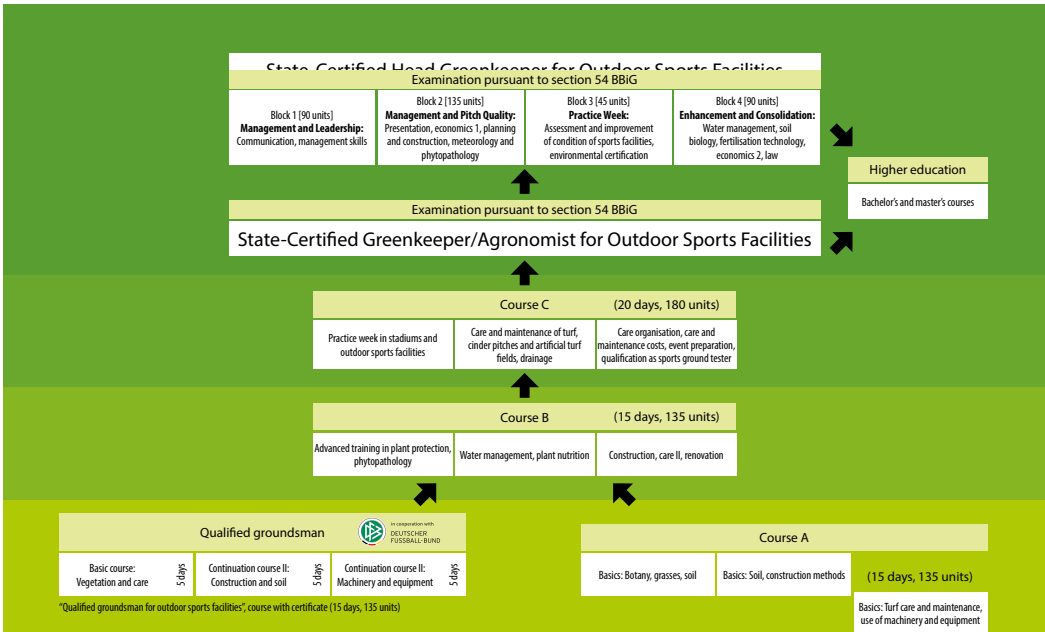 State-Certified Head Greenkeeper for Outdoor Sports Facilities
Examination pursuant to section 54 BBiG
Block 1 [90 units]
Management and Leadership:
Communication, management skills
Block 2 [135 units]
Management and Pitch Quality:
Presentation, economics 1, planning
and construction, meteorology and
phytopathology
Block 3 [45 units]
Practice Week:
Assessment and improvement
of condition of sports facilities,
environmental certification
Block 4 [90 units]
Enhancement and Consolidation:
Water management, soil
biology, fertilisation technology,
economics 2, law
Higher education
Bachelor's and master's courses
Examination pursuant to section 54 BBiG
State-Certified Greenkeeper/Agronomist for Outdoor Sports Facilities
Course C (20 days, 180 units)
Practice week in stadiums and
outdoor sports facilities
Care and maintenance of turf,
cinder pitches and artificial turf
fields, drainage
Care organisation, care and
maintenance costs, event preparation,
qualification as sports ground tester
Course B (15 days, 135 units)
Advanced training in plant protection,
phytopathology
Water management, plant nutrition
Construction, care II, renovation
Qualified groundsman
in cooperation with
DEUTSCHER
FUSSBALL-BUND
Basic course:
Vegetation and care
5 days
Continuation course II:
Construction and soil
5 days
Continuation course II:
Machinery and equipment
5 days
"Qualified groundsman for outdoor sports facilities", course with certificate (15 days, 135 units)
Course A
Basics: Botany, grasses, soil
Basics: Soil, construction methods
(15 days, 135 units)
Basics: Turf care and maintenance,
use of machinery and equipment